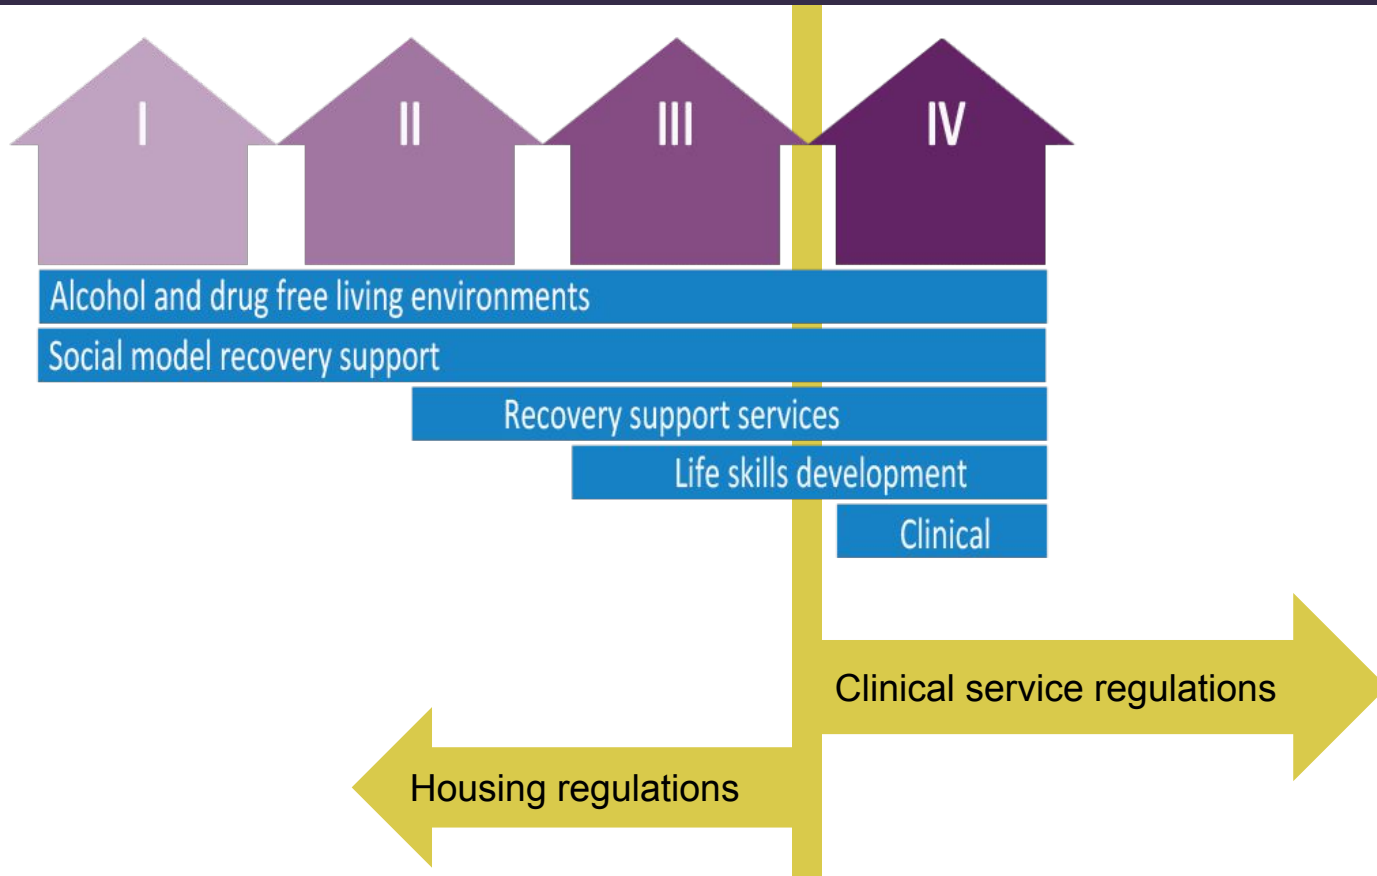 I
II
III
IV
Alcohol and drug free living environments
Social model recovery support
Recovery support services
Life skills development
Clinical
Clinical service regulations
Housing regulations